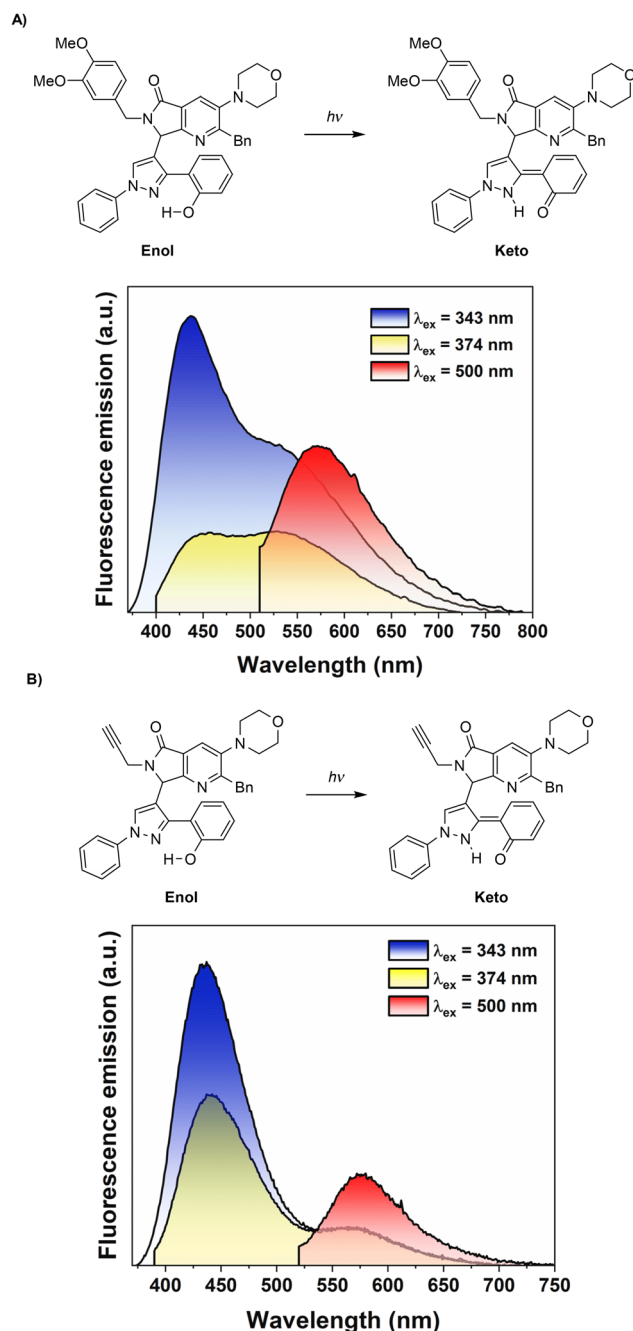 A)
MeO
MeO
O
N
N
O
N
Bn
N
N
H
O
Enol
hν
MeO
MeO
O
N
N
O
N
Bn
N
N
H
O
Keto
Fluorescence emission (a.u.)
λex = 343 nm
λex = 374 nm
λex = 500 nm
400 450 500 550 600 650 700 750 800
Wavelength (nm)
B)
O
N
N
O
N
Bn
N
N
H
O
Enol
hν
O
N
N
O
N
Bn
N
N
H
O
Keto
Fluorescence emission (a.u.)
λex = 343 nm
λex = 374 nm
λex = 500 nm
400 450 500 550 600 650 700 750
Wavelength (nm)